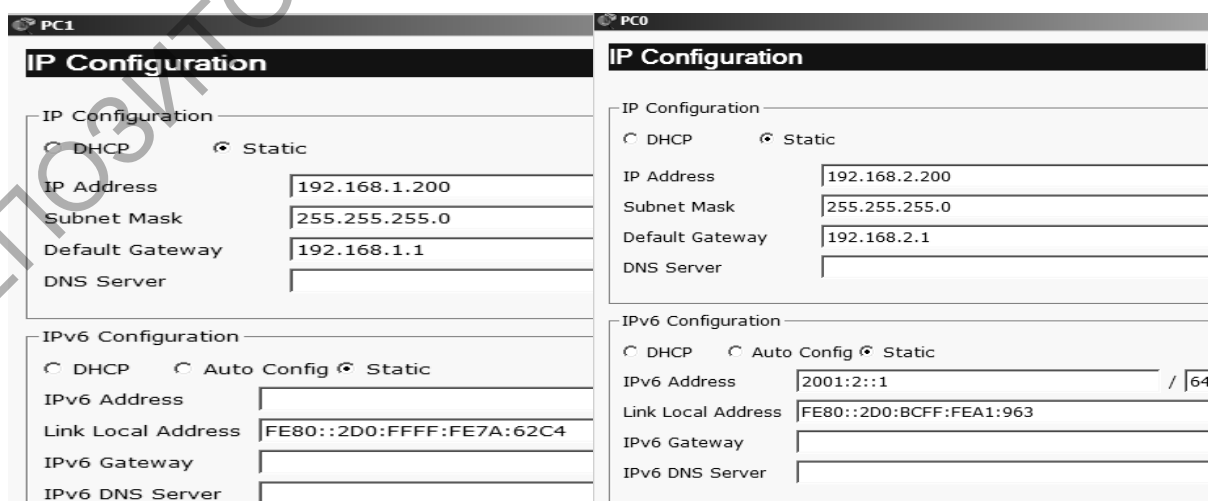 PC1
IP Configuration
IP Configuration
DHCP Static
IP Address 192.168.1.200
Subnet Mask 255.255.255.0
Default Gateway 192.168.1.1
DNS Server
IPv6 Configuration
DHCP Auto Config Static
IPv6 Address
Link Local Address FE80::2D0:FFFF:FE7A:62C4
IPv6 Gateway
IPv6 DNS Server
PC0
IP Configuration
IP Configuration
DHCP Static
IP Address 192.168.2.200
Subnet Mask 255.255.255.0
Default Gateway 192.168.2.1
DNS Server
IPv6 Configuration
DHCP Auto Config Static
IPv6 Address 2001:2::1 / 64
Link Local Address FE80::2D0:BCFF:FEA1:963
IPv6 Gateway
IPv6 DNS Server